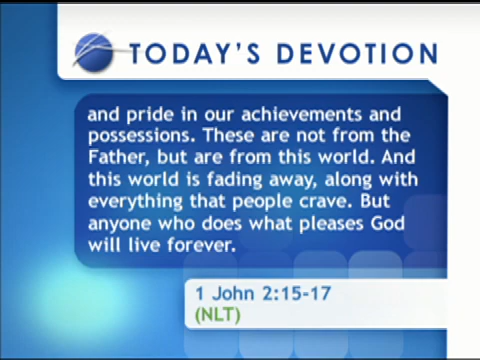 TODAY'S DEVOTION
and pride in our achievements and
possessions. These are not from the
Father, but are from this world. And
this world is fading away, along with
everything that people crave. But
anyone who does what pleases God
will live forever.
1 John 2:15-17
(NLT)